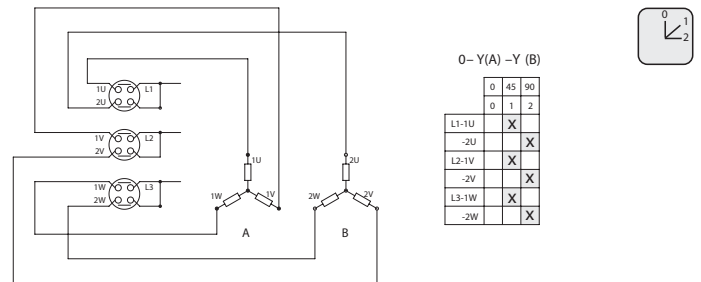 1U L1
2U
1V L2
2V
1W L3
2W
1U
1W 1V
A
2U
2W 2V
B
0– Y(A) –Y (B)
0 45 90
0 1 2
L1-1U X
-2U X
L2-1V X
-2V X
L3-1W X
-2W X
0
1
2